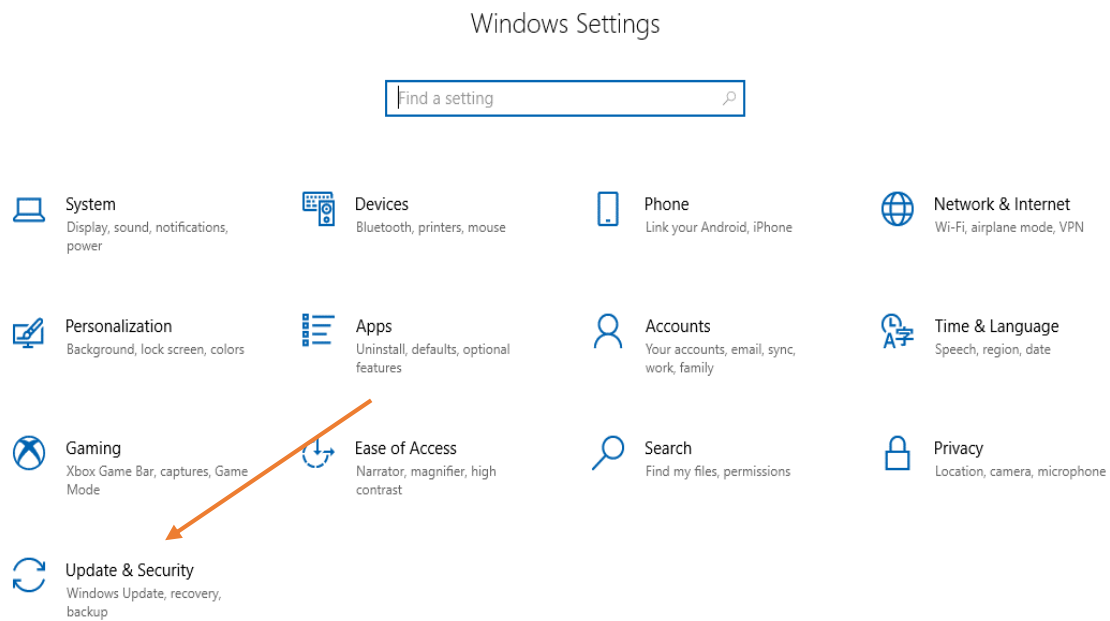 Windows Settings
Find a setting
System
Display, sound, notifications,
power
Devices
Bluetooth, printers, mouse
Phone
Link your Android, iPhone
Network & Internet
Wi-Fi, airplane mode, VPN
Personalization
Background, lock screen, colors
Apps
Uninstall, defaults, optional
features
Accounts
Your accounts, email, sync,
work, family
Time & Language
Speech, region, date
Gaming
Xbox Game Bar, captures, Game
Mode
Ease of Access
Narrator, magnifier, high
contrast
Search
Find my files, permissions
Privacy
Location, camera, microphone
Update & Security
Windows Update, recovery,
backup